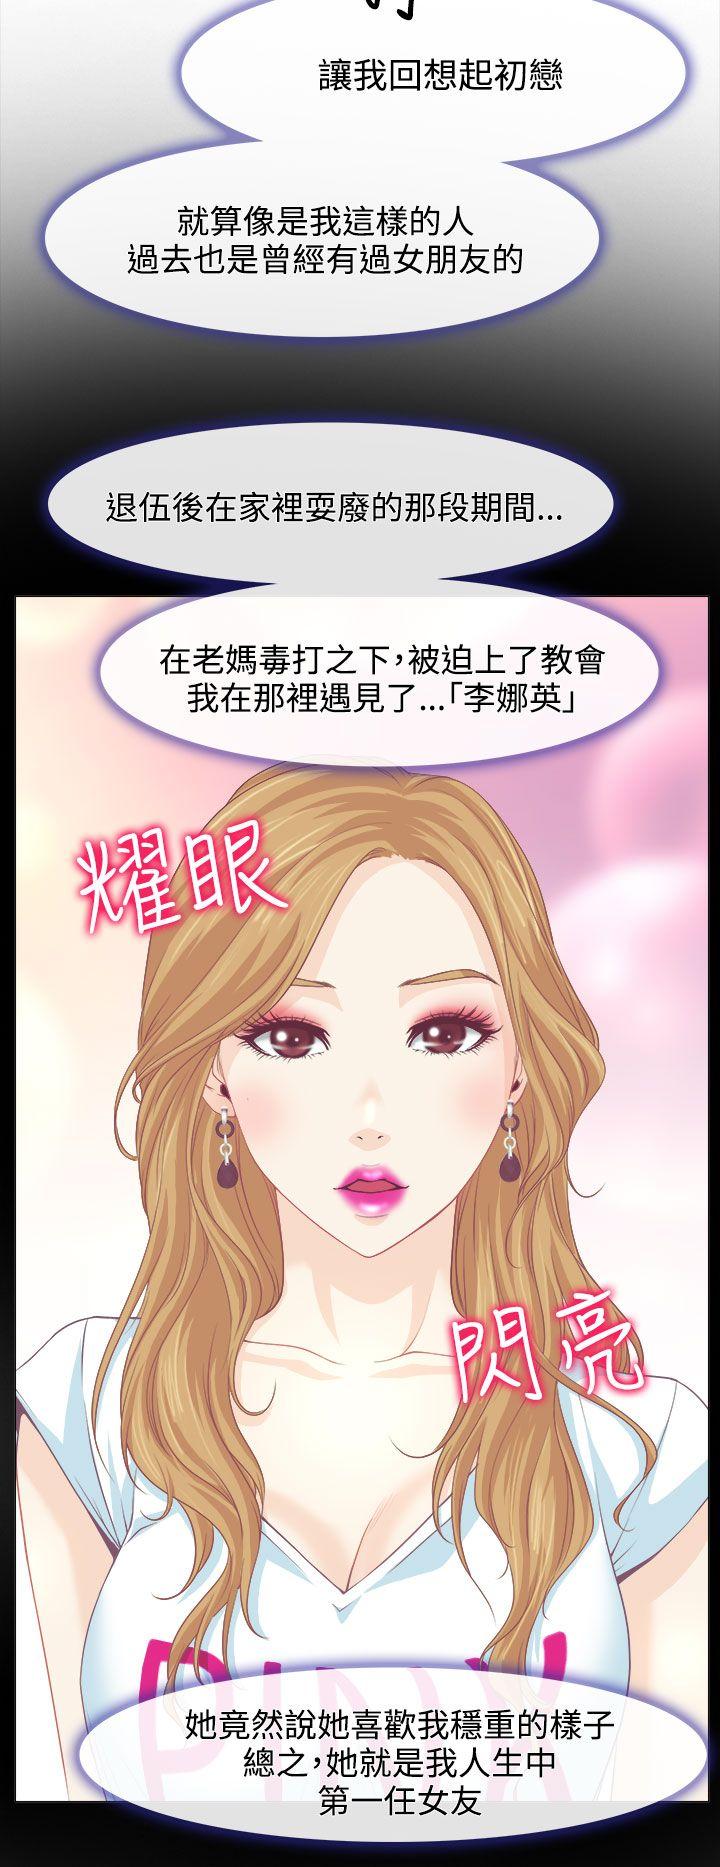 讓我回想起初戀
就算像是我這樣的人
過去也是曾經有過女朋友的
退伍後在家裡耍廢的那段期間...
在老媽毒打之下,被迫上了教會
我在那裡遇見了...「李娜英」
耀眼
閃亮
PINK
她竟然說她喜歡我穩重的樣子
總之,她就是我人生中
第一任女友